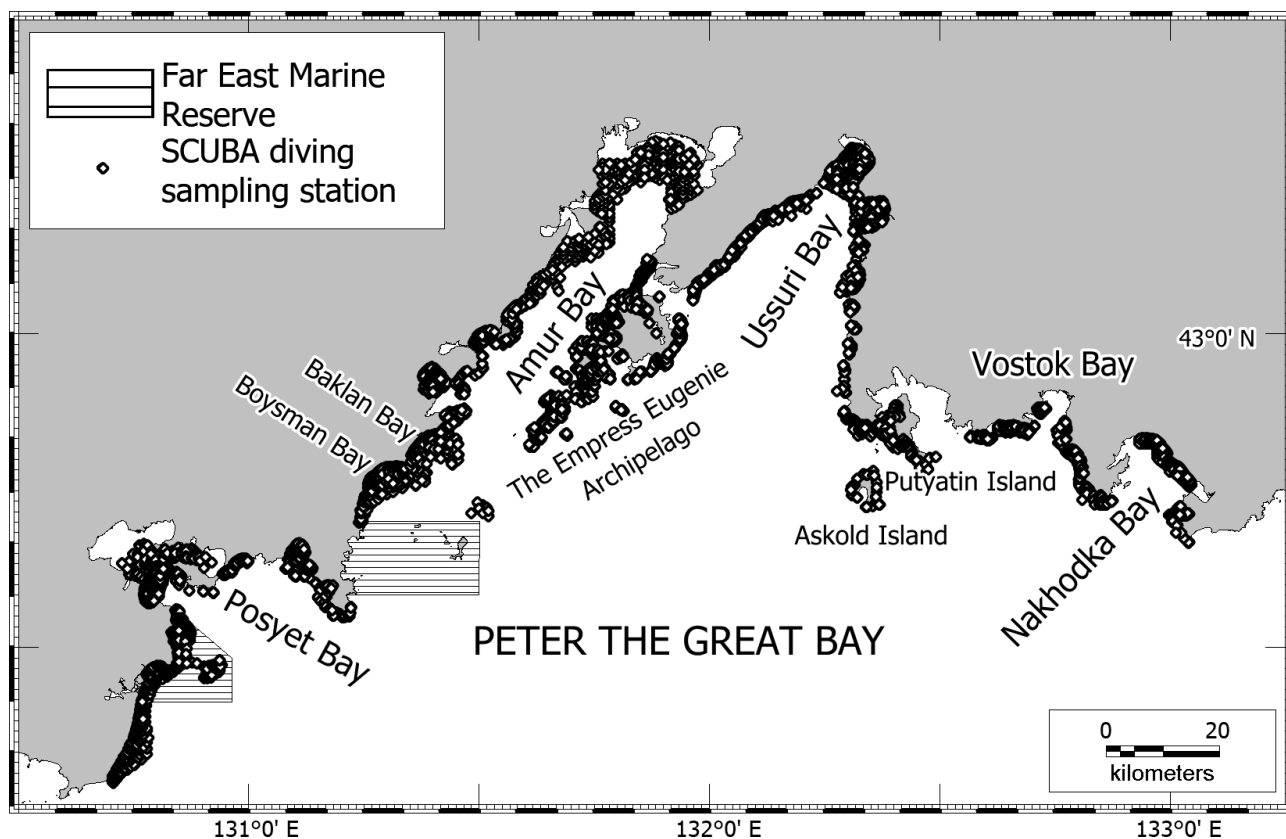 Far East Marine
Reserve
SCUBA diving
sampling station
Amur Bay
Ussuri Bay
43°0' N
Vostok Bay
Baklan Bay
Boysman Bay
The Empress Eugenie
Archipelago
Putyatin Island
Askold Island
Nakhodka Bay
Posyet Bay
PETER THE GREAT BAY
0 20
kilometers
131°0' E
132°0' E
133°0' E